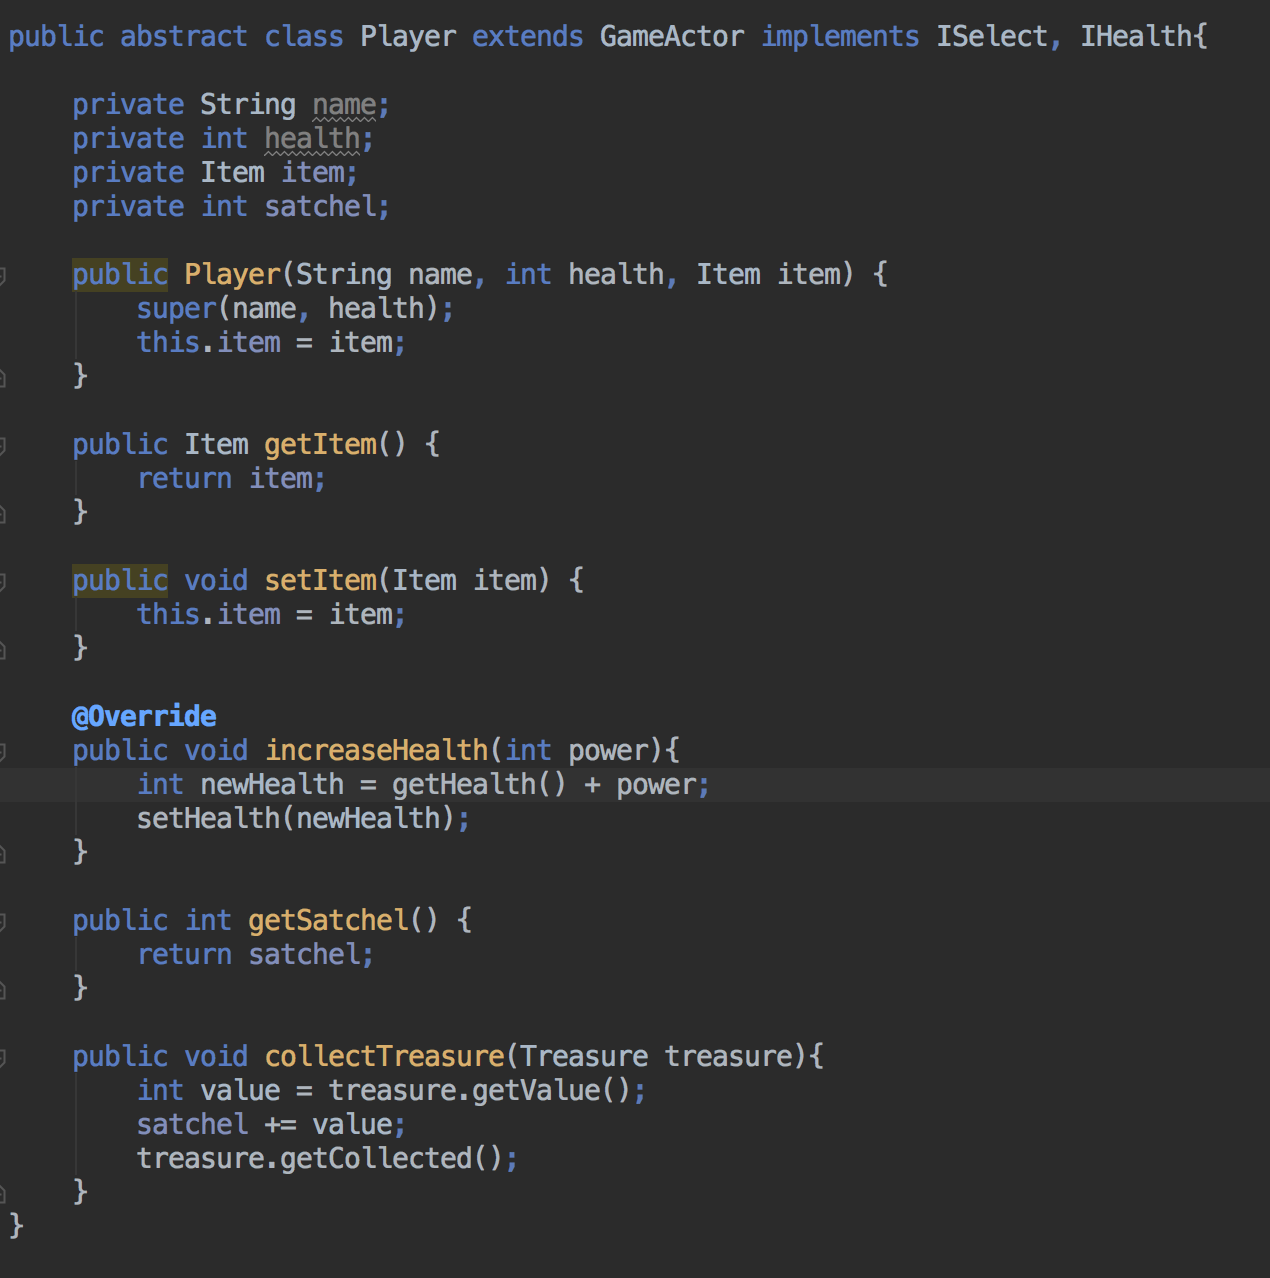 public abstract class Player extends GameActor implements ISelect, IHealth{
private String name;
private int health;
private Item item;
private int satchel;
public Player(String name, int health, Item item) {
super(name, health);
this.item = item;
}
public Item getItem() {
return item;
}
public void setItem(Item item) {
this.item = item;
}
@Override
public void increaseHealth(int power){
int newHealth = getHealth() + power;
setHealth(newHealth);
}
public int getSatchel() {
return satchel;
}
public void collectTreasure(Treasure treasure){
int value = treasure.getValue();
satchel += value;
treasure.getCollected();
}
}